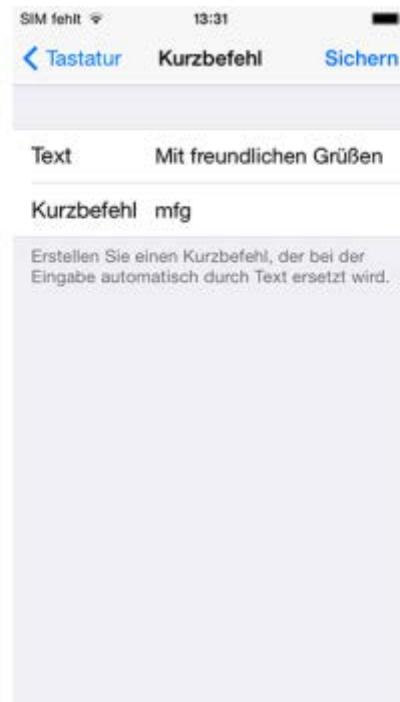 SIM fehlt 13:31
Tastatur Kurzbefehl Sichern
Text Mit freundlichen Grüßen
Kurzbefehl mfg
Erstellen Sie einen Kurzbefehl, der bei der
Eingabe automatisch durch Text ersetzt wird.